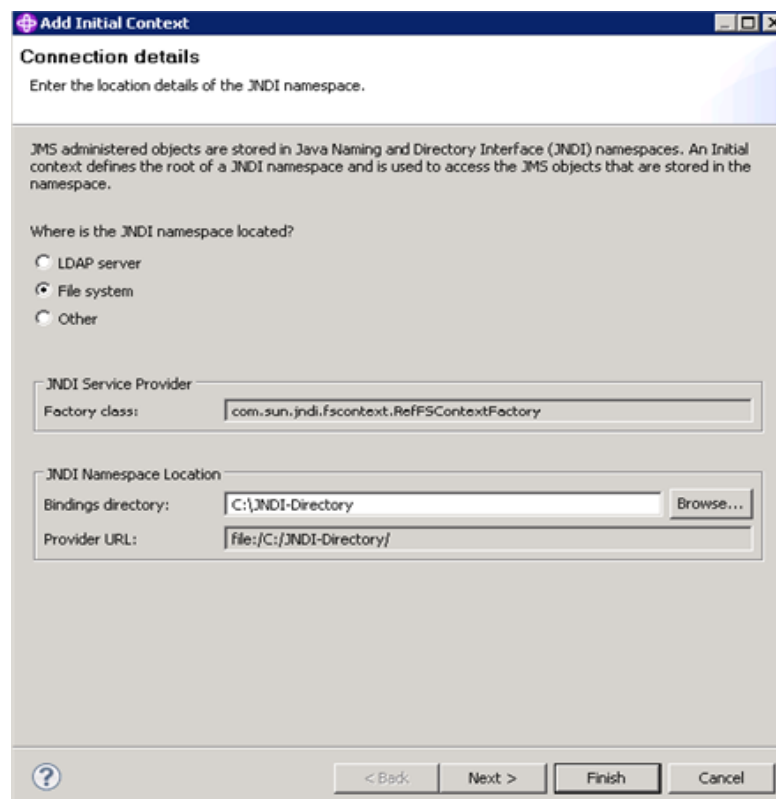 Add Initial Context
Connection details
Enter the location details of the JNDI namespace.
JMS administered objects are stored in Java Naming and Directory Interface (JNDI) namespaces. An Initial
context defines the root of a JNDI namespace and is used to access the JMS objects that are stored in the
namespace.
Where is the JNDI namespace located?
LDAP server
File system
Other
JNDI Service Provider
Factory class: com.sun.jndi.fscontext.RefFSContextFactory
JNDI Namespace Location
Bindings directory: C:\JNDI-Directory Browse...
Provider URL: file:/C:/JNDI-Directory/
? < Back Next > Finish Cancel